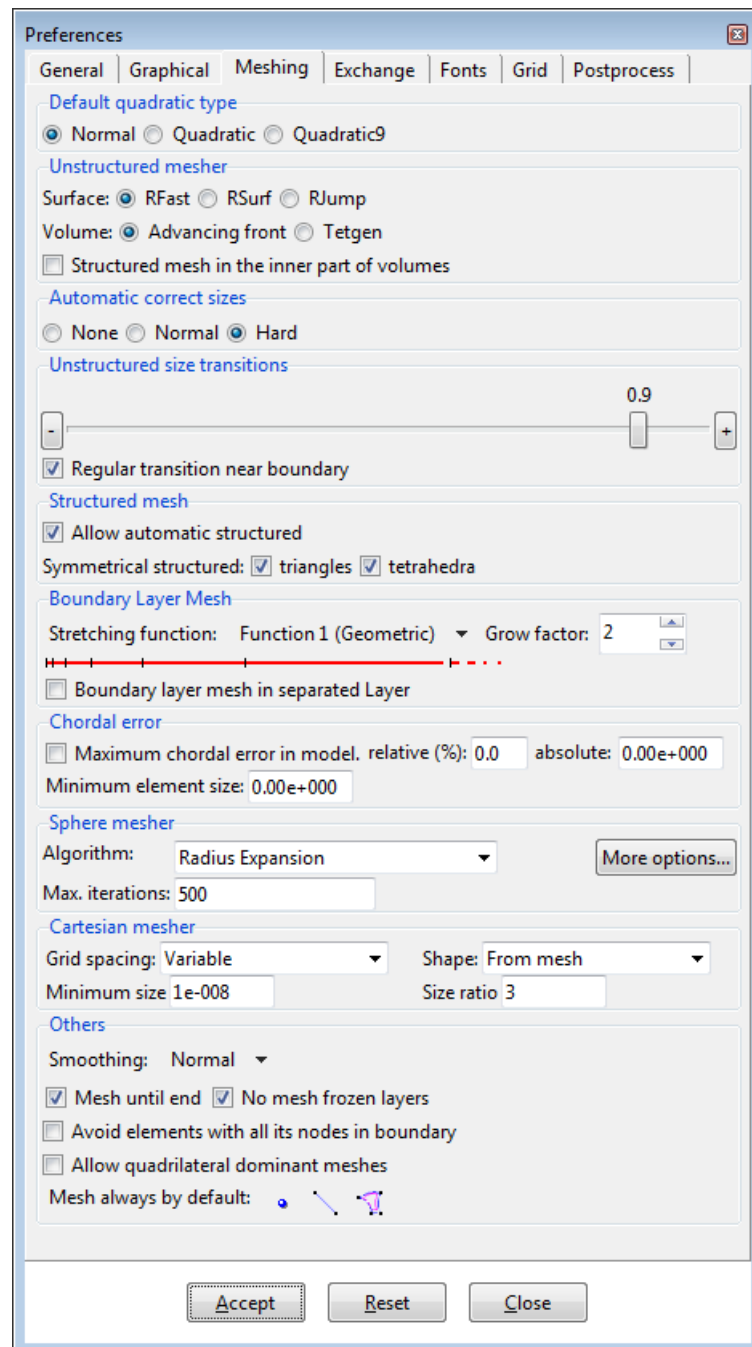 Preferences
General Graphical Meshing Exchange Fonts Grid Postprocess
Default quadratic type
Normal Quadratic Quadratic9
Unstructured mesher
Surface: RFast RSurf RJump
Volume: Advancing front Tetgen
Structured mesh in the inner part of volumes
Automatic correct sizes
None Normal Hard
Unstructured size transitions
0.9
- +
Regular transition near boundary
Structured mesh
Allow automatic structured
Symmetrical structured: triangles tetrahedra
Boundary Layer Mesh
Stretching function: Function 1 (Geometric) Grow factor: 2
Boundary layer mesh in separated Layer
Chordal error
Maximum chordal error in model. relative (%): 0.0 absolute: 0.00e+000
Minimum element size: 0.00e+000
Sphere mesher
Algorithm: Radius Expansion More options...
Max. iterations: 500
Cartesian mesher
Grid spacing: Variable Shape: From mesh
Minimum size 1e-008 Size ratio 3
Others
Smoothing: Normal
Mesh until end No mesh frozen layers
Avoid elements with all its nodes in boundary
Allow quadrilateral dominant meshes
Mesh always by default:
Accept Reset Close